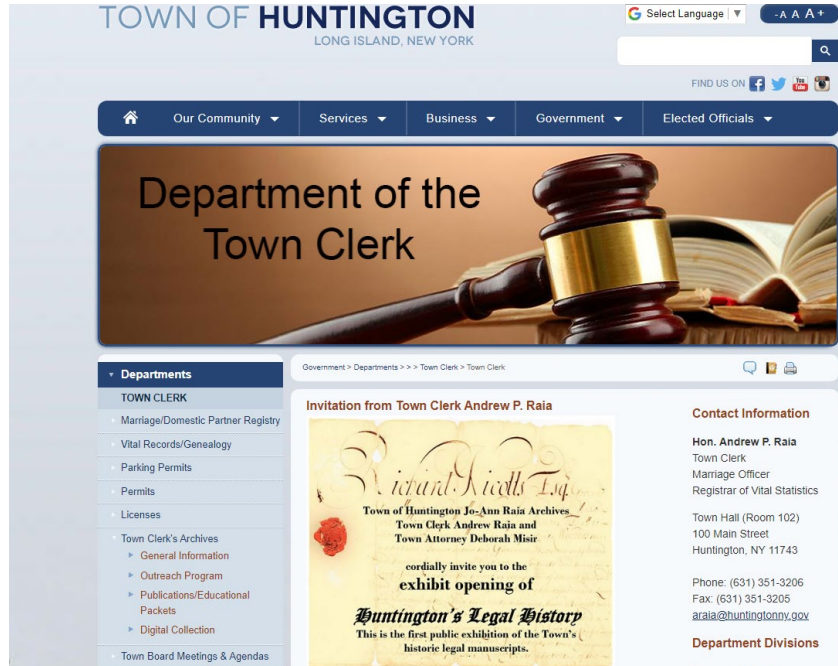 TOWN OF HUNTINGTON
LONG ISLAND, NEW YORK
Select Language ▼
-A A A+
FIND US ON
You Tube
Our Community
Services
Business
Government
Elected Officials
Department of the
Town Clerk
Departments
TOWN CLERK
Marriage/Domestic Partner Registry
Vital Records/Genealogy
Parking Permits
Permits
Licenses
Town Clerk's Archives
General Information
Outreach Program
Publications/Educational
Packets
Digital Collection
Town Board Meetings & Agendas
Government > Departments > > > Town Clerk > Town Clerk
Invitation from Town Clerk Andrew P. Raia
Richard Nicolls Esq.
Town of Huntington Jo-Ann Raia Archives
Town Clerk Andrew Raia and
Town Attorney Deborah Misir
cordially invite you to the
exhibit opening of
Huntington's Legal History
This is the first public exhibition of the Town's
historic legal manuscripts.
Contact Information
Hon. Andrew P. Raia
Town Clerk
Marriage Officer
Registrar of Vital Statistics
Town Hall (Room 102)
100 Main Street
Huntington, NY 11743
Phone: (631) 351-3206
Fax: (631) 351-3205
araia@huntingtonny.gov
Department Divisions